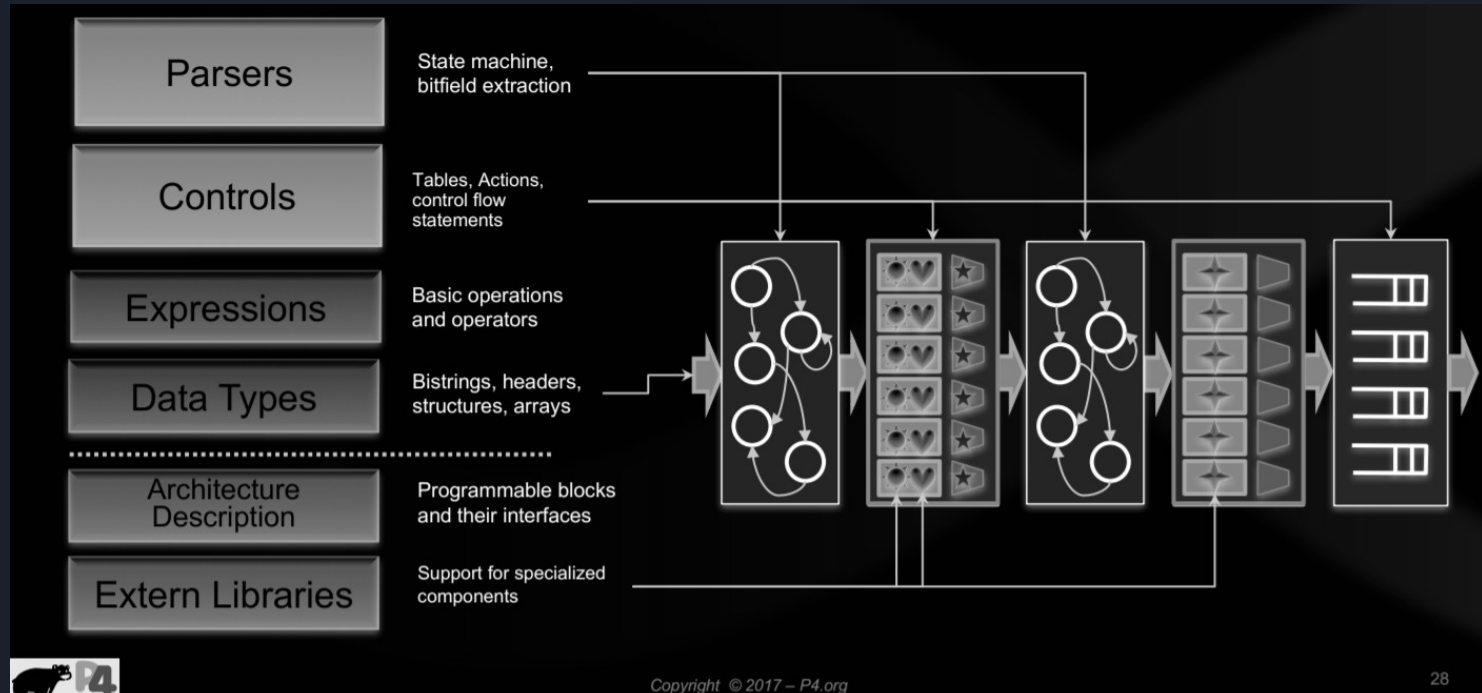 Parsers
State machine,
bitfield extraction
Controls
Tables, Actions,
control flow
statements
Expressions
Basic operations
and operators
Data Types
Bistrings, headers,
structures, arrays
Architecture
Description
Programmable blocks
and their interfaces
Extern Libraries
Support for specialized
components
P4
Copyright © 2017 – P4.org
28